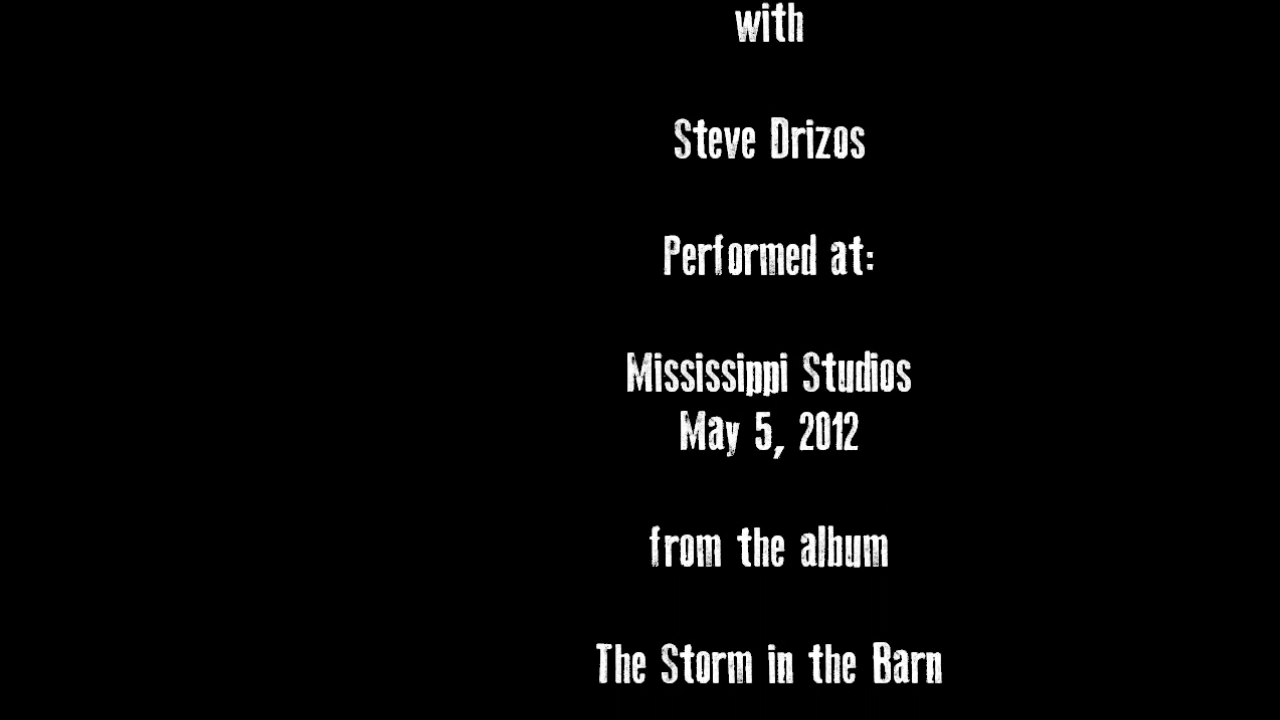 with
Steve Drizos
Performed at:
Mississippi Studios
May 5, 2012
from the album
The Storm in the Barn